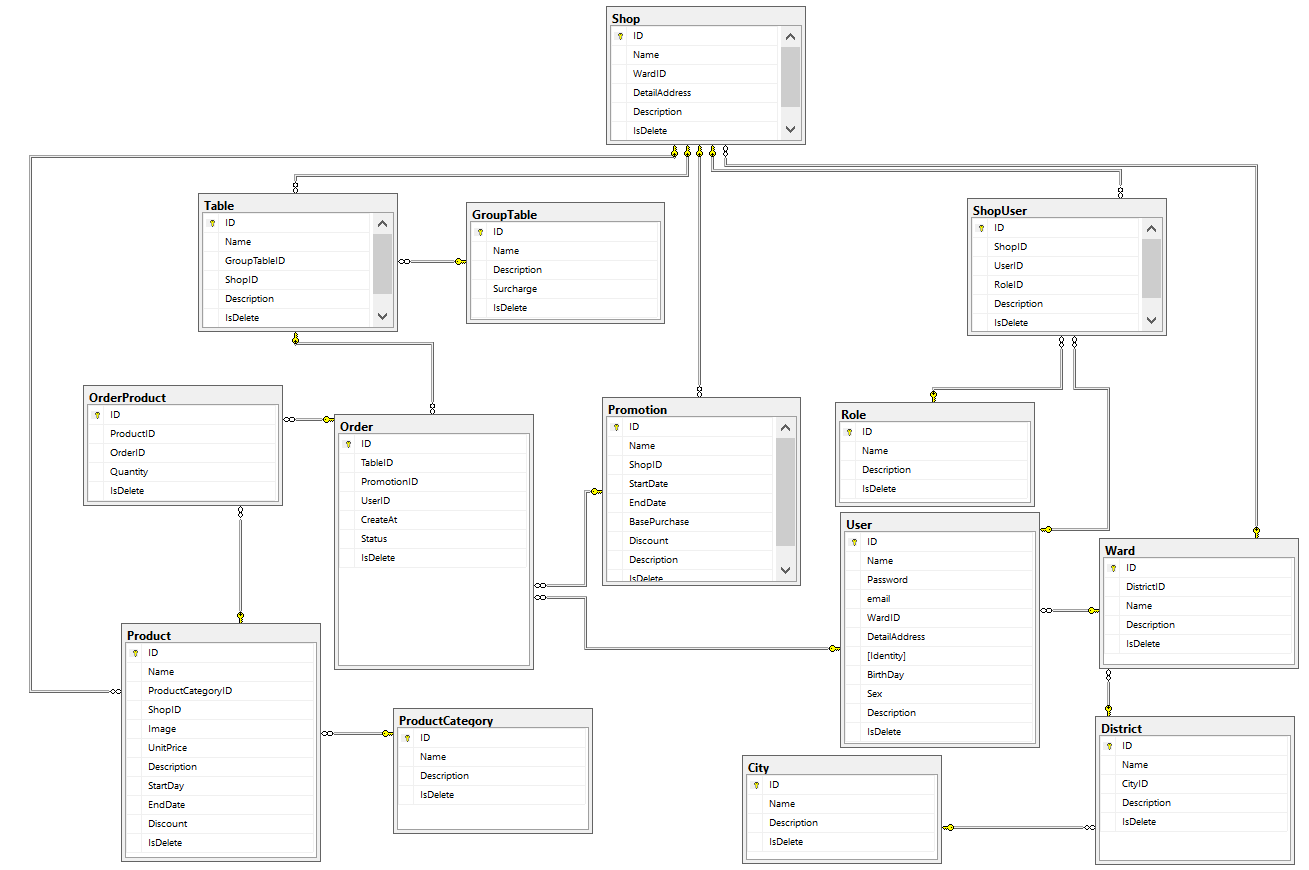 Shop
ID
Name
WardID
DetailAddress
Description
IsDelete
Table
ID
Name
GroupTableID
ShopID
Description
IsDelete
GroupTable
ID
Name
Description
Surcharge
IsDelete
ShopUser
ID
ShopID
UserID
RoleID
Description
IsDelete
OrderProduct
ID
ProductID
OrderID
Quantity
IsDelete
Order
ID
TableID
PromotionID
UserID
CreateAt
Status
IsDelete
Promotion
ID
Name
ShopID
StartDate
EndDate
BasePurchase
Discount
Description
IsDelete
Role
ID
Name
Description
IsDelete
User
ID
Name
Password
email
WardID
DetailAddress
[Identity]
BirthDay
Sex
Description
IsDelete
Ward
ID
DistrictID
Name
Description
IsDelete
Product
ID
Name
ProductCategoryID
ShopID
Image
UnitPrice
Description
StartDay
EndDate
Discount
IsDelete
ProductCategory
ID
Name
Description
IsDelete
City
ID
Name
Description
IsDelete
District
ID
Name
CityID
Description
IsDelete